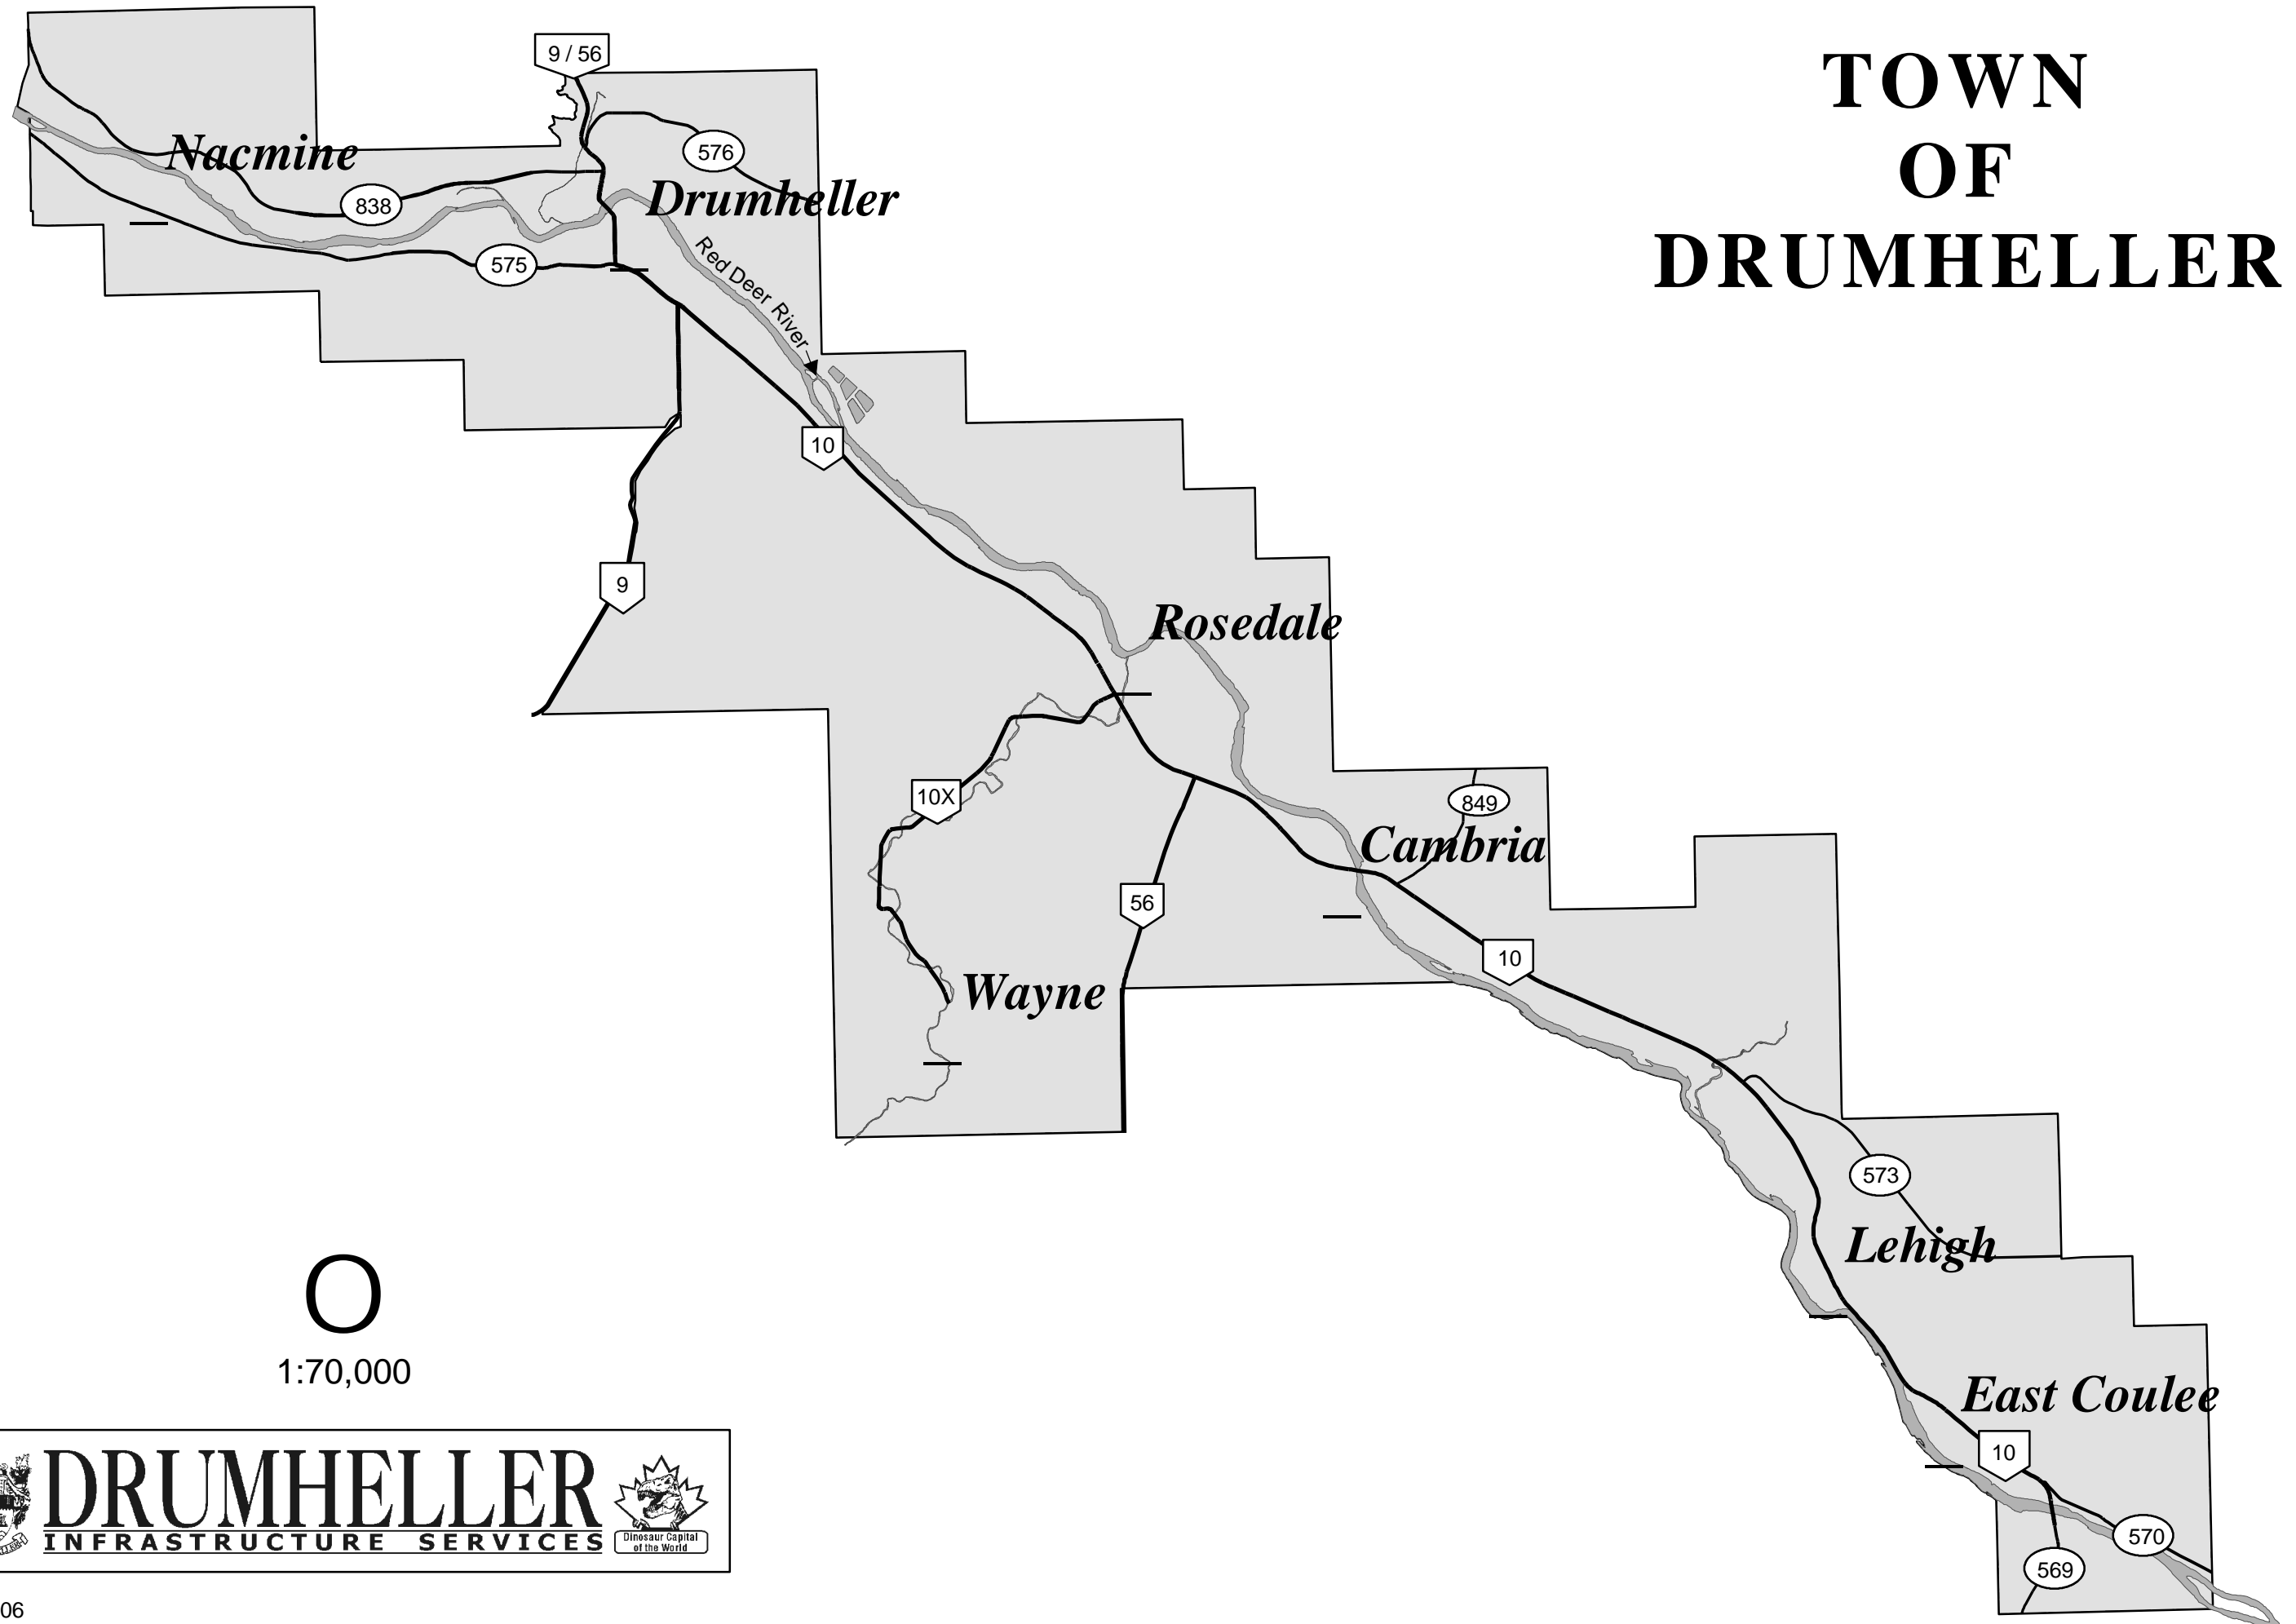 TOWN
OF
DRUMHELLER
9 / 56
Nacmine
576
838
Drumheller
575
Red Deer River
10
9
Rosedale
10X
849
Cambria
56
10
Wayne
573
Lehigh
O
1:70,000
East Coulee
10
570
569
DRUMHELLER
INFRASTRUCTURE SERVICES
Dinosaur Capital
of the World
06